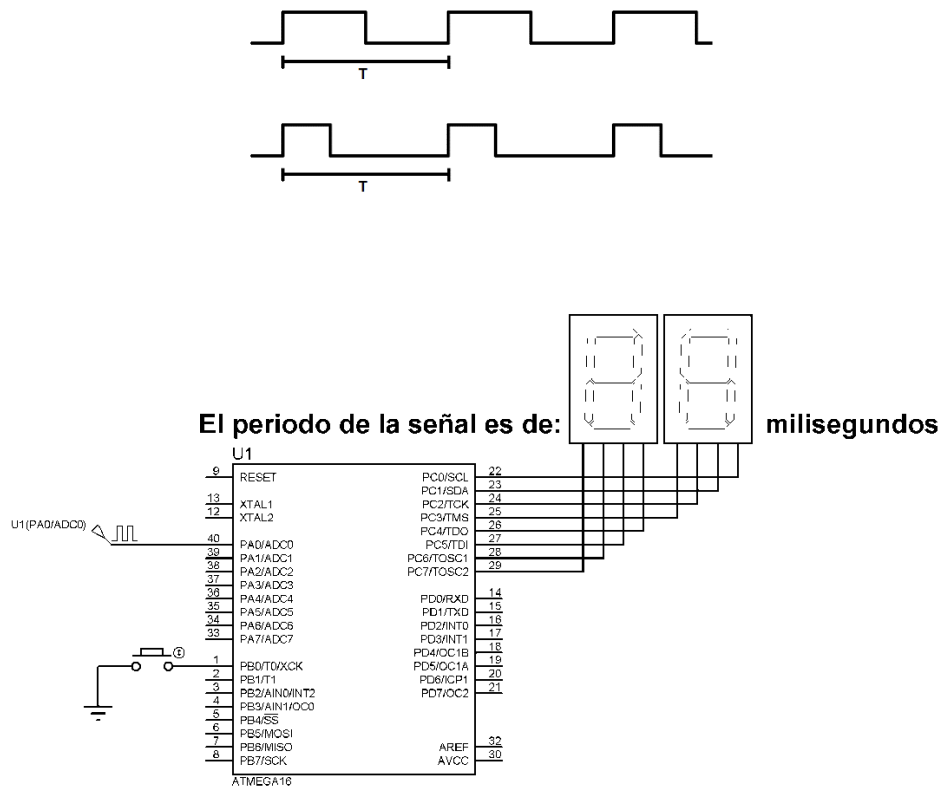 T
T
El periodo de la señal es de: milisegundos
U1
9 RESET
13 XTAL1
12 XTAL2
U1(PA0/ADC0)
40 PA0/ADC0
39 PA1/ADC1
38 PA2/ADC2
37 PA3/ADC3
36 PA4/ADC4
35 PA5/ADC5
34 PA6/ADC6
33 PA7/ADC7
1 PB0/T0/XCK
2 PB1/T1
3 PB2/AIN0/INT2
4 PB3/AIN1/OC0
5 PB4/SS
6 PB5/MOSI
7 PB6/MISO
8 PB7/SCK
PC0/SCL 22
PC1/SDA 23
PC2/TCK 24
PC3/TMS 25
PC4/TDO 26
PC5/TDI 27
PC6/TOSC1 28
PC7/TOSC2 29
PD0/RXD 14
PD1/TXD 15
PD2/INT0 16
PD3/INT1 17
PD4/OC1B 18
PD5/OC1A 19
PD6/ICP1 20
PD7/OC2 21
AREF 32
AVCC 30
ATMEGA16